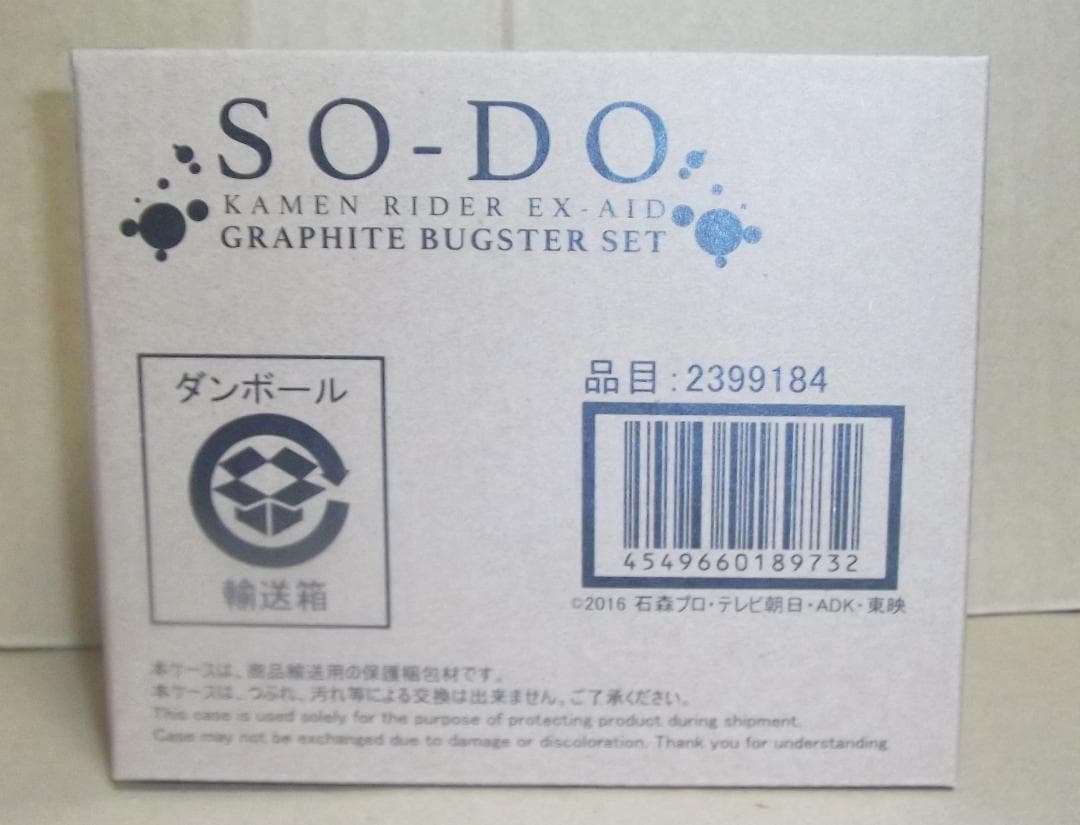 SO-DO
KAMEN RIDER EX-AID
GRAPHITE BUGSTER SET
ダンボール
輸送箱
品目:2399184
4549660189732
©2016 石森プロ・テレビ朝日・ADK・東映
本ケースは、商品輸送用の保護梱包材です。
本ケースは、つぶれ、汚れ等による交換は出来ません。ご了承ください。
This case is used solely for the purpose of protecting product during shipment.
Case may not be exchanged due to damage or discoloration. Thank you for understanding.